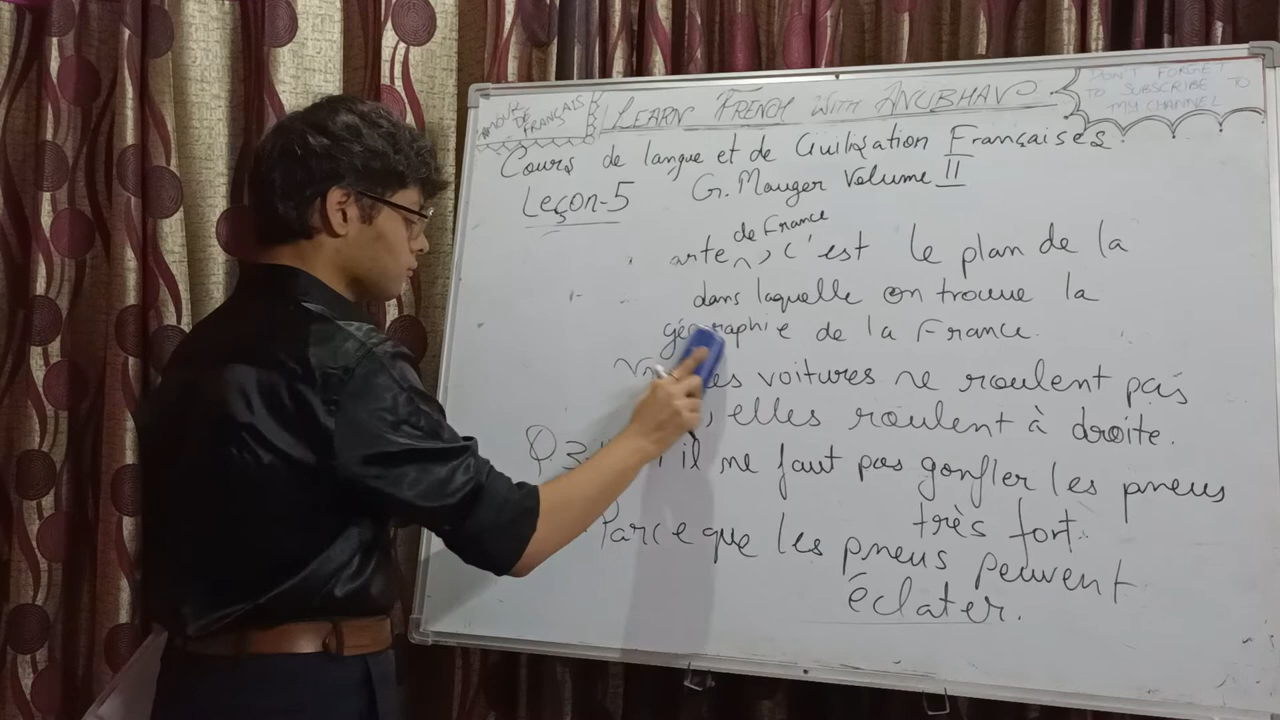 AMOUR DE FRANÇAIS
LEARN FRENCH WITH ANUBHAV
DON'T FORGET
TO SUBSCRIBE TO
MY CHANNEL
Cours de langue et de Civilisation Françaises.
Leçon-5 G. Mauger Volume II
de France
arte , c'est le plan de la
dans laquelle on trouve la
géographie de la France.
es voitures ne roulent pas
, elles roulent à droite.
Q3. il ne faut pas gonfler les pneus
très fort.
Parce que les pneus peuvent
éclater.